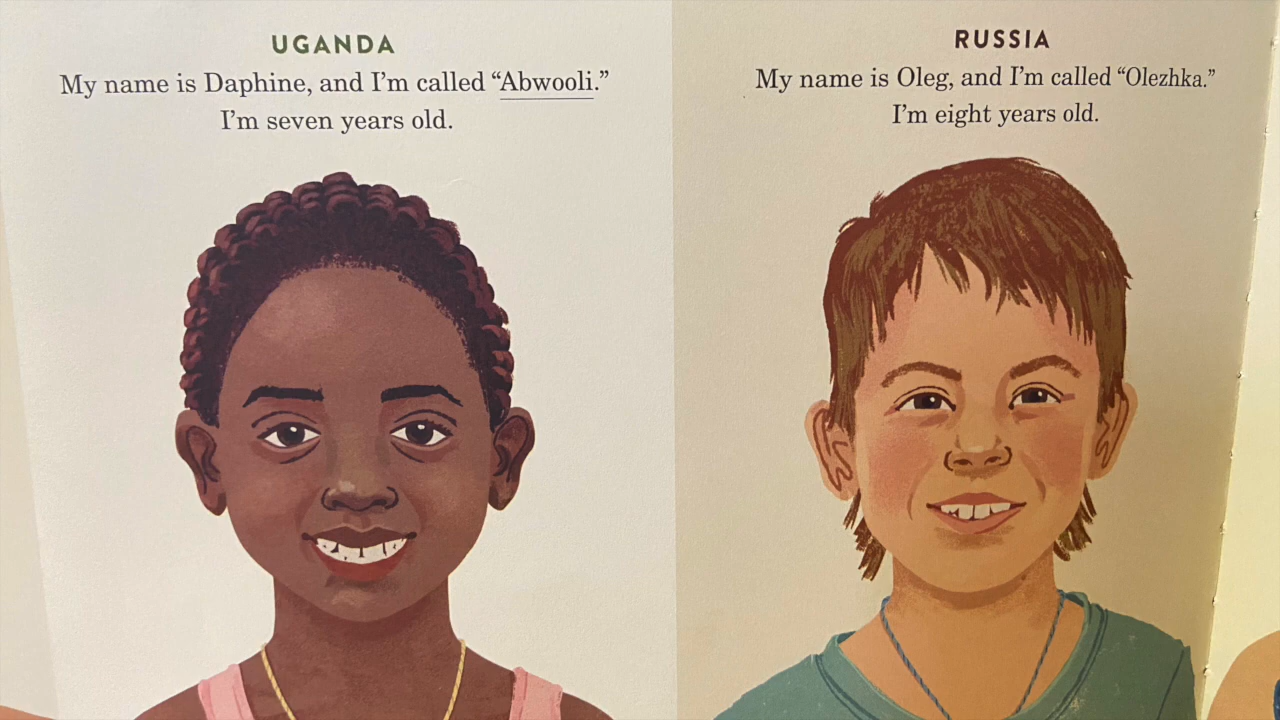 UGANDA
My name is Daphine, and I'm called “Abwooli.”
I'm seven years old.
RUSSIA
My name is Oleg, and I'm called “Olezhka.”
I'm eight years old.